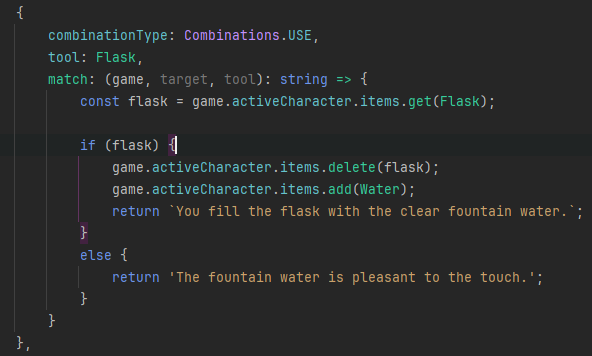 {
    combinationType: Combinations.USE,
    tool: Flask,
    match: (game, target, tool): string => {
        const flask = game.activeCharacter.items.get(Flask);

        if (flask) {
            game.activeCharacter.items.delete(flask);
            game.activeCharacter.items.add(Water);
            return `You fill the flask with the clear fountain water.`;
        }
        else {
            return 'The fountain water is pleasant to the touch.';
        }
    }
},